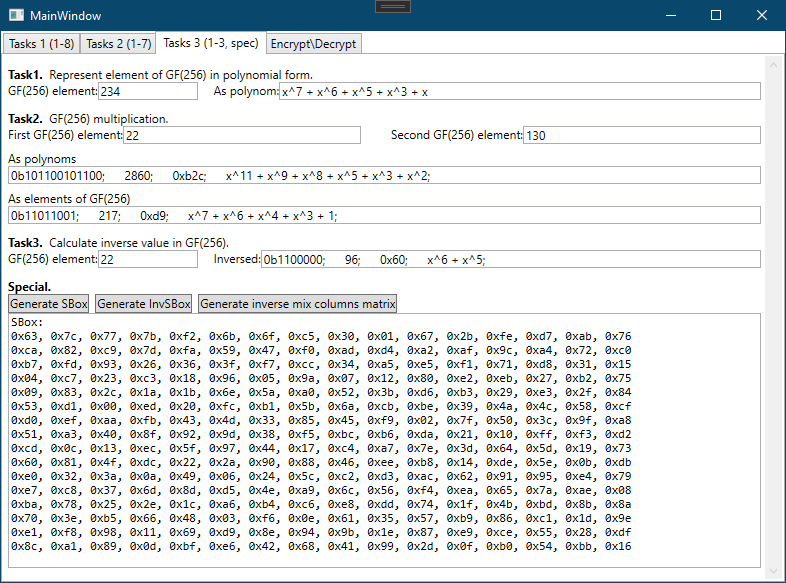 MainWindow
Tasks 1 (1-8) Tasks 2 (1-7) Tasks 3 (1-3, spec) Encrypt\Decrypt
Task1. Represent element of GF(256) in polynomial form.
GF(256) element: 234 As polynom: x^7 + x^6 + x^5 + x^3 + x
Task2. GF(256) multiplication.
First GF(256) element: 22 Second GF(256) element: 130
As polynoms
0b101100101100; 2860; 0xb2c; x^11 + x^9 + x^8 + x^5 + x^3 + x^2;
As elements of GF(256)
0b11011001; 217; 0xd9; x^7 + x^6 + x^4 + x^3 + 1;
Task3. Calculate inverse value in GF(256).
GF(256) element: 22 Inversed: 0b1100000; 96; 0x60; x^6 + x^5;
Special.
Generate SBox Generate InvSBox Generate inverse mix columns matrix
SBox:
0x63, 0x7c, 0x77, 0x7b, 0xf2, 0x6b, 0x6f, 0xc5, 0x30, 0x01, 0x67, 0x2b, 0xfe, 0xd7, 0xab, 0x76
0xca, 0x82, 0xc9, 0x7d, 0xfa, 0x59, 0x47, 0xf0, 0xad, 0xd4, 0xa2, 0xaf, 0x9c, 0xa4, 0x72, 0xc0
0xb7, 0xfd, 0x93, 0x26, 0x36, 0x3f, 0xf7, 0xcc, 0x34, 0xa5, 0xe5, 0xf1, 0x71, 0xd8, 0x31, 0x15
0x04, 0xc7, 0x23, 0xc3, 0x18, 0x96, 0x05, 0x9a, 0x07, 0x12, 0x80, 0xe2, 0xeb, 0x27, 0xb2, 0x75
0x09, 0x83, 0x2c, 0x1a, 0x1b, 0x6e, 0x5a, 0xa0, 0x52, 0x3b, 0xd6, 0xb3, 0x29, 0xe3, 0x2f, 0x84
0x53, 0xd1, 0x00, 0xed, 0x20, 0xfc, 0xb1, 0x5b, 0x6a, 0xcb, 0xbe, 0x39, 0x4a, 0x4c, 0x58, 0xcf
0xd0, 0xef, 0xaa, 0xfb, 0x43, 0x4d, 0x33, 0x85, 0x45, 0xf9, 0x02, 0x7f, 0x50, 0x3c, 0x9f, 0xa8
0x51, 0xa3, 0x40, 0x8f, 0x92, 0x9d, 0x38, 0xf5, 0xbc, 0xb6, 0xda, 0x21, 0x10, 0xff, 0xf3, 0xd2
0xcd, 0x0c, 0x13, 0xec, 0x5f, 0x97, 0x44, 0x17, 0xc4, 0xa7, 0x7e, 0x3d, 0x64, 0x5d, 0x19, 0x73
0x60, 0x81, 0x4f, 0xdc, 0x22, 0x2a, 0x90, 0x88, 0x46, 0xee, 0xb8, 0x14, 0xde, 0x5e, 0x0b, 0xdb
0xe0, 0x32, 0x3a, 0x0a, 0x49, 0x06, 0x24, 0x5c, 0xc2, 0xd3, 0xac, 0x62, 0x91, 0x95, 0xe4, 0x79
0xe7, 0xc8, 0x37, 0x6d, 0x8d, 0xd5, 0x4e, 0xa9, 0x6c, 0x56, 0xf4, 0xea, 0x65, 0x7a, 0xae, 0x08
0xba, 0x78, 0x25, 0x2e, 0x1c, 0xa6, 0xb4, 0xc6, 0xe8, 0xdd, 0x74, 0x1f, 0x4b, 0xbd, 0x8b, 0x8a
0x70, 0x3e, 0xb5, 0x66, 0x48, 0x03, 0xf6, 0x0e, 0x61, 0x35, 0x57, 0xb9, 0x86, 0xc1, 0x1d, 0x9e
0xe1, 0xf8, 0x98, 0x11, 0x69, 0xd9, 0x8e, 0x94, 0x9b, 0x1e, 0x87, 0xe9, 0xce, 0x55, 0x28, 0xdf
0x8c, 0xa1, 0x89, 0x0d, 0xbf, 0xe6, 0x42, 0x68, 0x41, 0x99, 0x2d, 0x0f, 0xb0, 0x54, 0xbb, 0x16